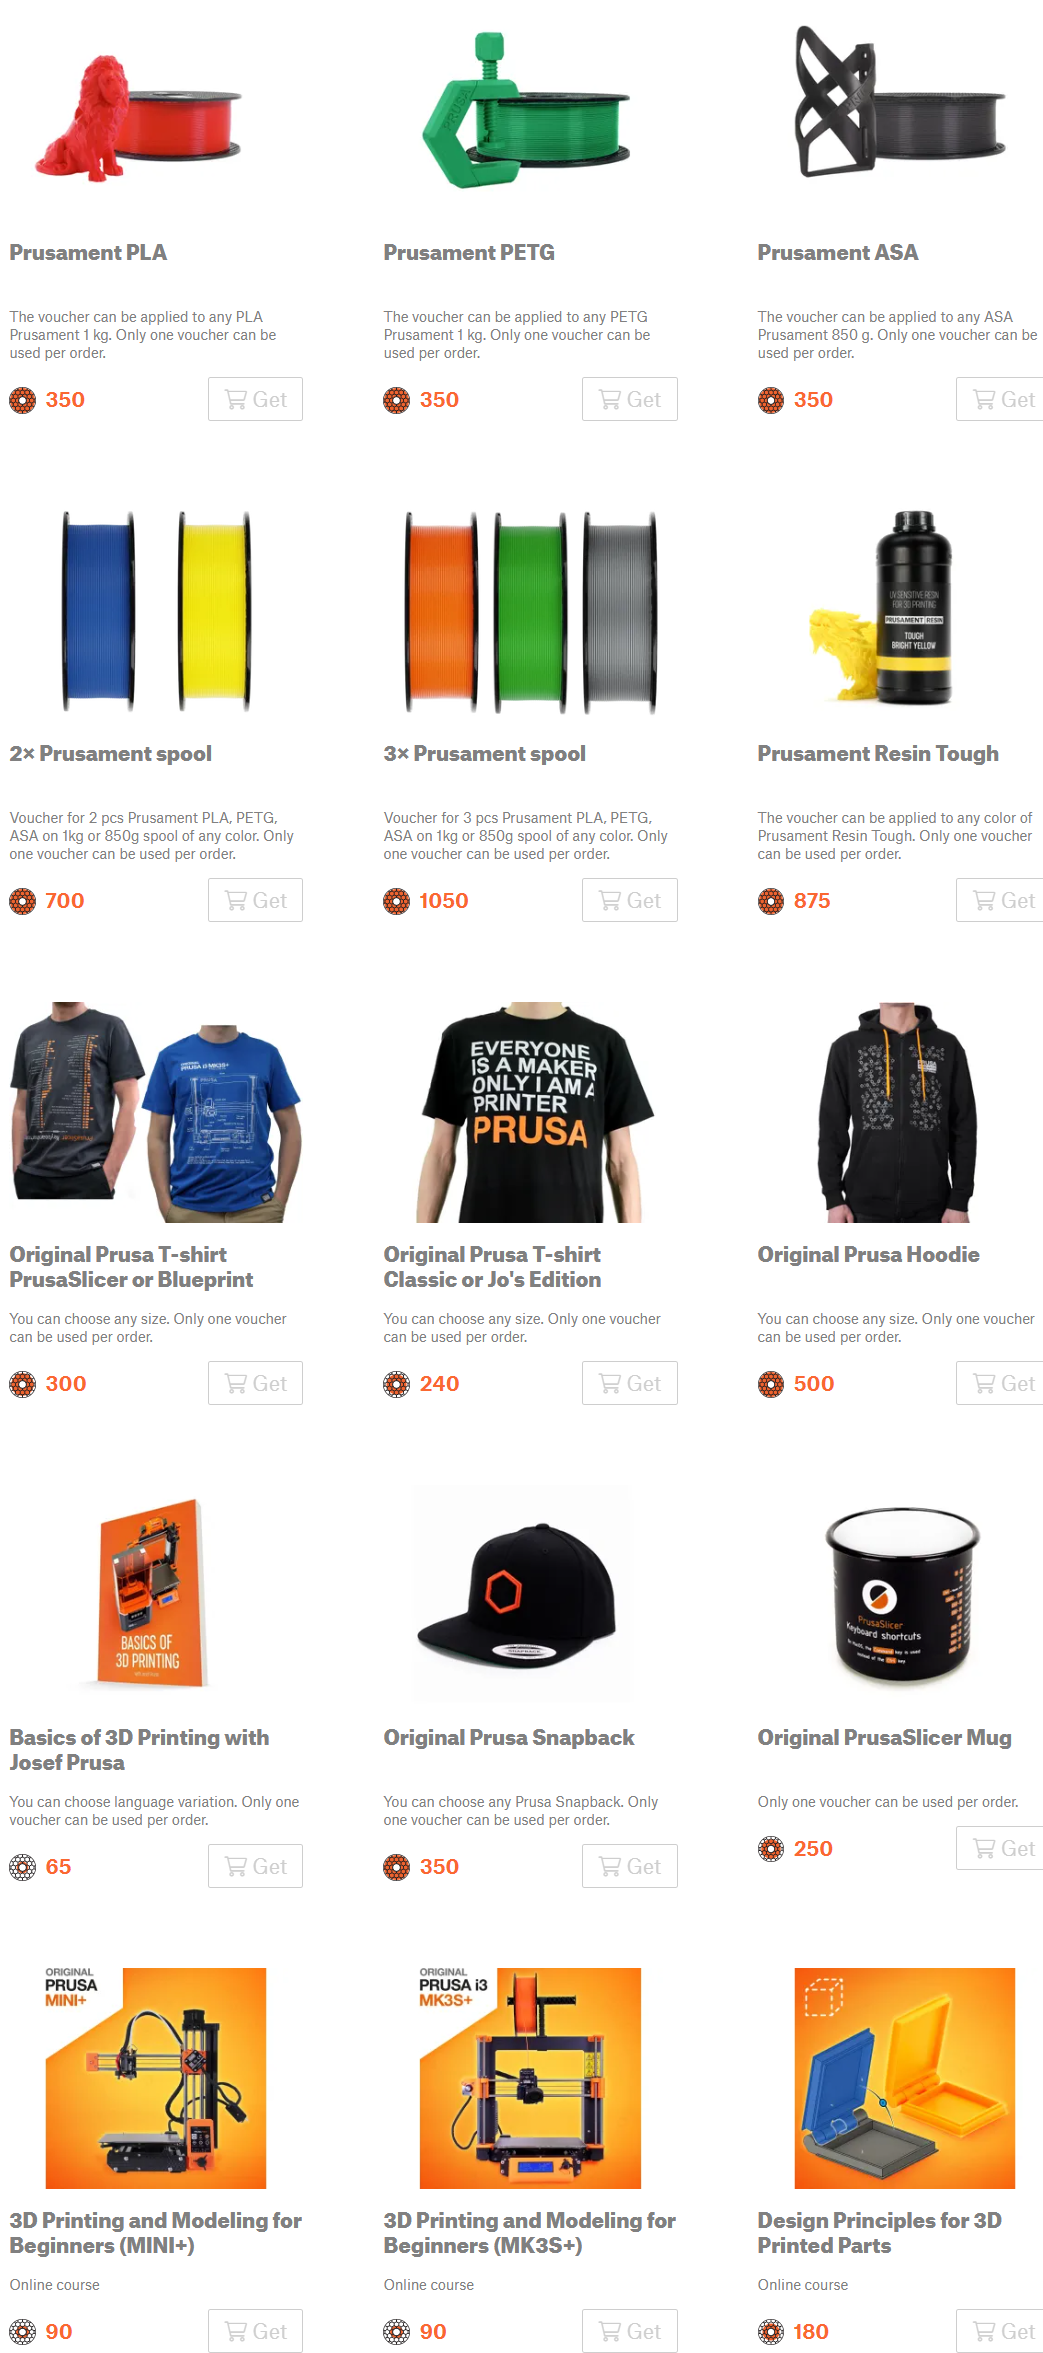 PRUSA
Prusament PLA
The voucher can be applied to any PLA
Prusament 1 kg. Only one voucher can be
used per order.
350
Get
Prusament PETG
The voucher can be applied to any PETG
Prusament 1 kg. Only one voucher can be
used per order.
350
Get
Prusament ASA
The voucher can be applied to any ASA
Prusament 850 g. Only one voucher can be
used per order.
350
Get
2× Prusament spool
Voucher for 2 pcs Prusament PLA, PETG,
ASA on 1kg or 850g spool of any color. Only
one voucher can be used per order.
700
Get
3× Prusament spool
Voucher for 3 pcs Prusament PLA, PETG,
ASA on 1kg or 850g spool of any color. Only
one voucher can be used per order.
1050
Get
UV SENSITIVE RESIN
FOR 3D PRINTING
PRUSAMENT RESIN
TOUGH
BRIGHT YELLOW
Prusament Resin Tough
The voucher can be applied to any color of
Prusament Resin Tough. Only one voucher
can be used per order.
875
Get
ORIGINAL
PRUSA i3 MK3S+
Original Prusa T-shirt
PrusaSlicer or Blueprint
You can choose any size. Only one voucher
can be used per order.
300
Get
EVERYONE
IS A MAKER
ONLY I AM A
PRINTER
PRUSA
Original Prusa T-shirt
Classic or Jo's Edition
You can choose any size. Only one voucher
can be used per order.
240
Get
Original Prusa Hoodie
You can choose any size. Only one voucher
can be used per order.
500
Get
BASICS OF
3D PRINTING
Basics of 3D Printing with
Josef Prusa
You can choose language variation. Only one
voucher can be used per order.
65
Get
Original Prusa Snapback
You can choose any Prusa Snapback. Only
one voucher can be used per order.
350
Get
PrusaSlicer
Keyboard shortcuts
Original PrusaSlicer Mug
Only one voucher can be used per order.
250
Get
ORIGINAL
PRUSA
MINI+
3D Printing and Modeling for
Beginners (MINI+)
Online course
90
Get
ORIGINAL
PRUSA i3
MK3S+
3D Printing and Modeling for
Beginners (MK3S+)
Online course
90
Get
Design Principles for 3D
Printed Parts
Online course
180
Get